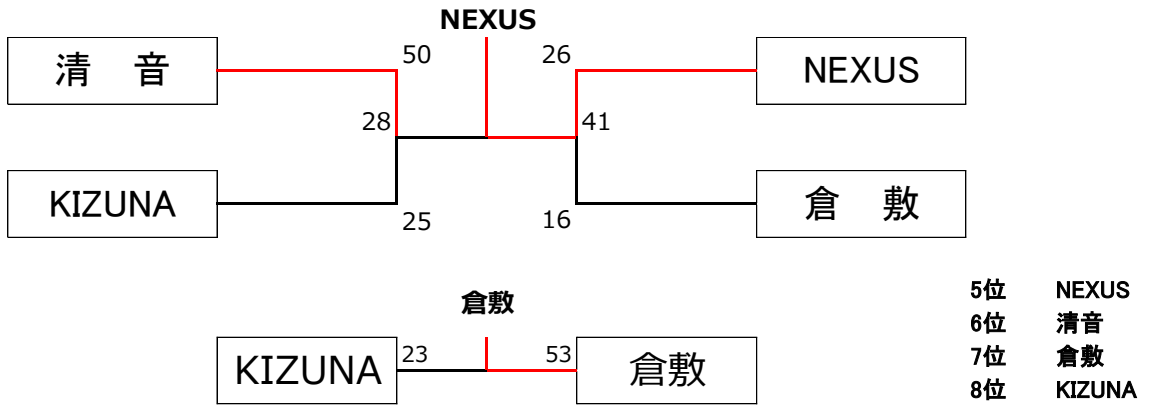 NEXUS
50 26
清　音 NEXUS
28 41
KIZUNA 倉　敷
25 16
倉敷
KIZUNA 23 53 倉敷
5位 NEXUS
6位 清音
7位 倉敷
8位 KIZUNA